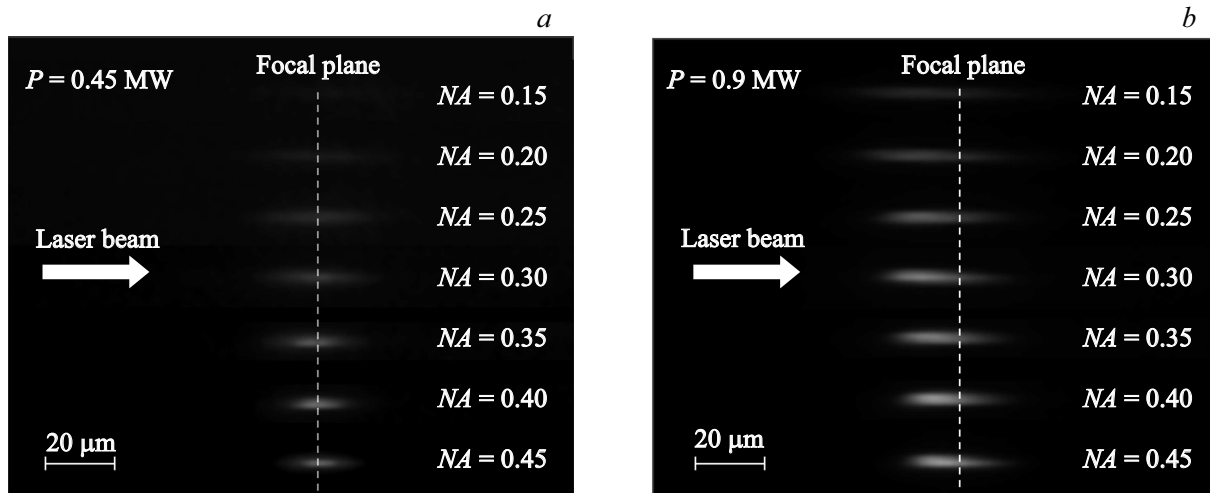 a
P = 0.45 MW
Focal plane
NA = 0.15
NA = 0.20
NA = 0.25
Laser beam
NA = 0.30
NA = 0.35
NA = 0.40
20 μm
NA = 0.45
b
P = 0.9 MW
Focal plane
NA = 0.15
NA = 0.20
NA = 0.25
Laser beam
NA = 0.30
NA = 0.35
NA = 0.40
20 μm
NA = 0.45